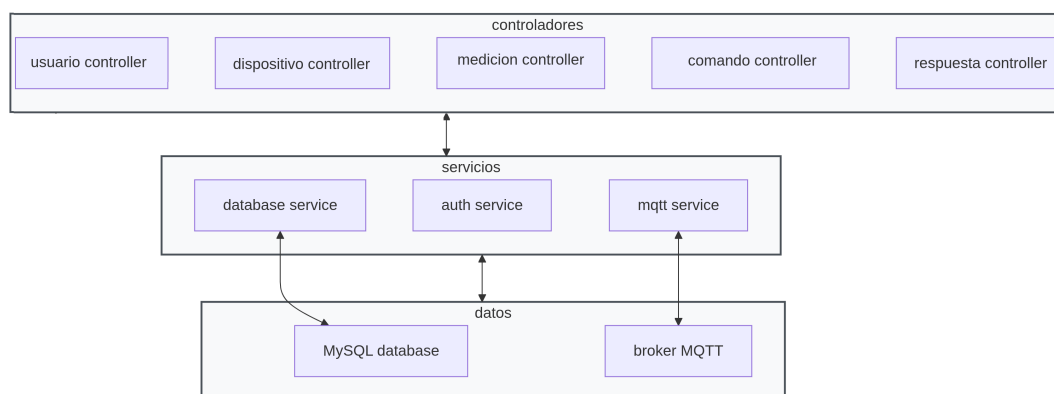 controladores
usuario controller
dispositivo controller
medicion controller
comando controller
respuesta controller
servicios
database service
auth service
mqtt service
datos
MySQL database
broker MQTT